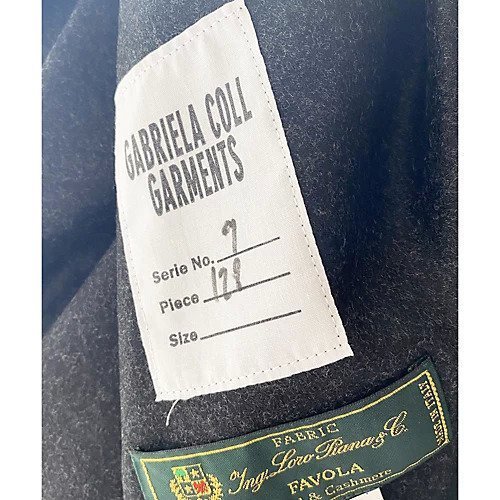 GABRIELA COLL
GARMENTS
Serie No. 7
Piece 128
Size
FABRIC
Ing. Loro Piana & C.
FAVOLA
& Cashmere